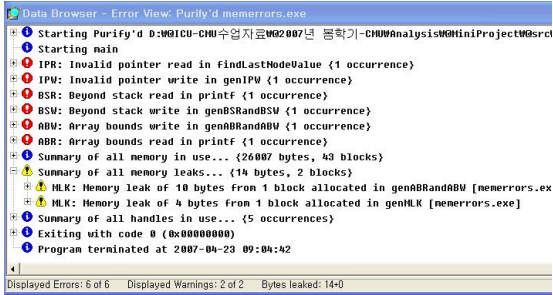 Data Browser - Error View: Purify'd memerrors.exe
Starting Purify'd D:₩@ICU-CMU수업자료₩@2007년 봄학기-CMU₩Analysis₩@MiniProject₩@src₩
Starting main
IPR: Invalid pointer read in findLastNodeValue {1 occurrence}
IPW: Invalid pointer write in genIPW {1 occurrence}
BSR: Beyond stack read in printf {1 occurrence}
BSW: Beyond stack write in genBSRandBSW {1 occurrence}
ABW: Array bounds write in genABRandABW {1 occurrence}
ABR: Array bounds read in printf {1 occurrence}
Summary of all memory in use... {26007 bytes, 43 blocks}
Summary of all memory leaks... {14 bytes, 2 blocks}
MLK: Memory leak of 10 bytes from 1 block allocated in genABRandABW [memerrors.ex
MLK: Memory leak of 4 bytes from 1 block allocated in genMLK [memerrors.exe]
Summary of all handles in use... {5 occurrences}
Exiting with code 0 (0x00000000)
Program terminated at 2007-04-23 09:04:42
Displayed Errors: 6 of 6 Displayed Warnings: 2 of 2 Bytes leaked: 14+0